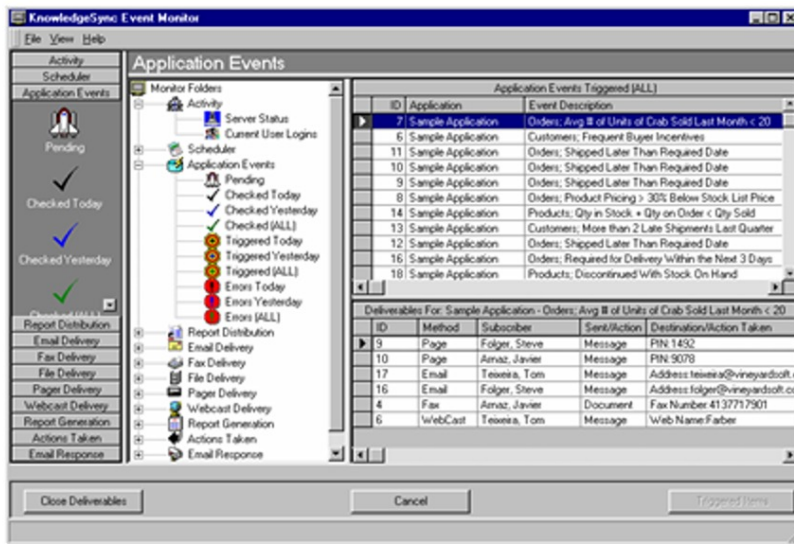 KnowledgeSync Event Monitor
File View Help
Activity
Scheduler
Application Events
Pending
Checked Today
Checked Yesterday
Checked (ALL)
Report Distribution
Email Delivery
Fax Delivery
File Delivery
Pager Delivery
Webcast Delivery
Report Generation
Actions Taken
Email Response
Application Events
Monitor Folders
Activity
Server Status
Current User Logins
Scheduler
Application Events
Pending
Checked Today
Checked Yesterday
Checked (ALL)
Triggered Today
Triggered Yesterday
Triggered (ALL)
Errors Today
Errors Yesterday
Errors (ALL)
Report Distribution
Email Delivery
Fax Delivery
File Delivery
Pager Delivery
Webcast Delivery
Report Generation
Actions Taken
Email Response
Application Events Triggered (ALL)
ID Application Event Description
7 Sample Application Orders; Avg # of Units of Crab Sold Last Month < 20
6 Sample Application Customers; Frequent Buyer Incentives
11 Sample Application Orders; Shipped Later Than Required Date
10 Sample Application Orders; Shipped Later Than Required Date
9 Sample Application Orders; Shipped Later Than Required Date
8 Sample Application Orders; Product Pricing > 30% Below Stock List Price
14 Sample Application Products; Qty in Stock + Qty on Order < Qty Sold
13 Sample Application Customers; More than 2 Late Shipments Last Quarter
12 Sample Application Orders; Shipped Later Than Required Date
16 Sample Application Orders; Required for Delivery Within the Next 3 Days
18 Sample Application Products; Discontinued With Stock On Hand
Deliverables For: Sample Application - Orders; Avg # of Units of Crab Sold Last Month < 20
ID Method Subscriber Sent/Action Destination/Action Taken
9 Page Folger, Steve Message PIN:1492
10 Page Arnaz, Javier Message PIN:9078
17 Email Teixeira, Tom Message Address:teixeira@vineyardsoft.c
16 Email Folger, Steve Message Address:folger@vineyardsoft.co
4 Fax Arnaz, Javier Document Fax Number:4137717901
6 WebCast Teixeira, Tom Message Web Name:Farber
Close Deliverables
Cancel
Triggered Items